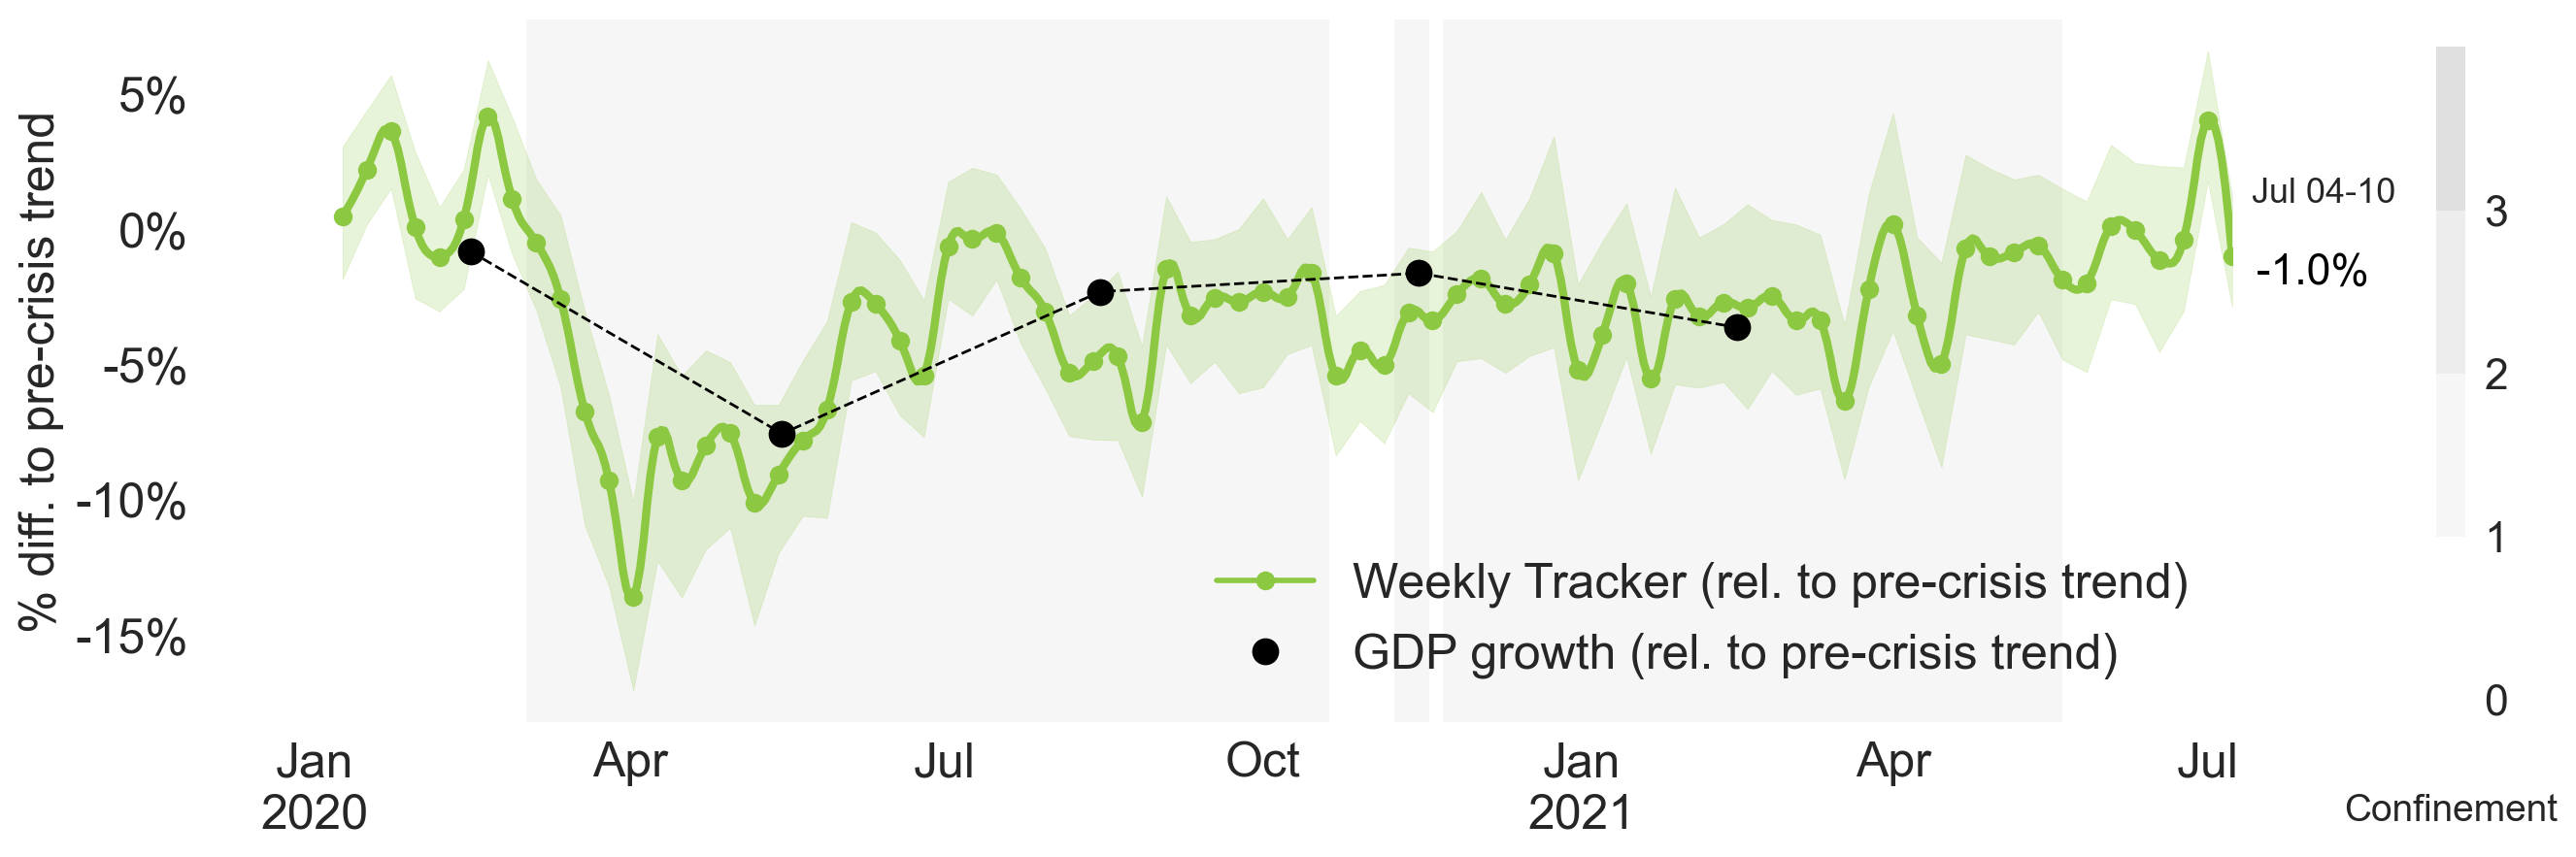 % diff. to pre-crisis trend
5%
0%
-5%
-10%
-15%
Jul 04-10
-1.0%
Weekly Tracker (rel. to pre-crisis trend)
GDP growth (rel. to pre-crisis trend)
Jan
2020
Apr
Jul
Oct
Jan
2021
Apr
Jul
3
2
1
0
Confinement